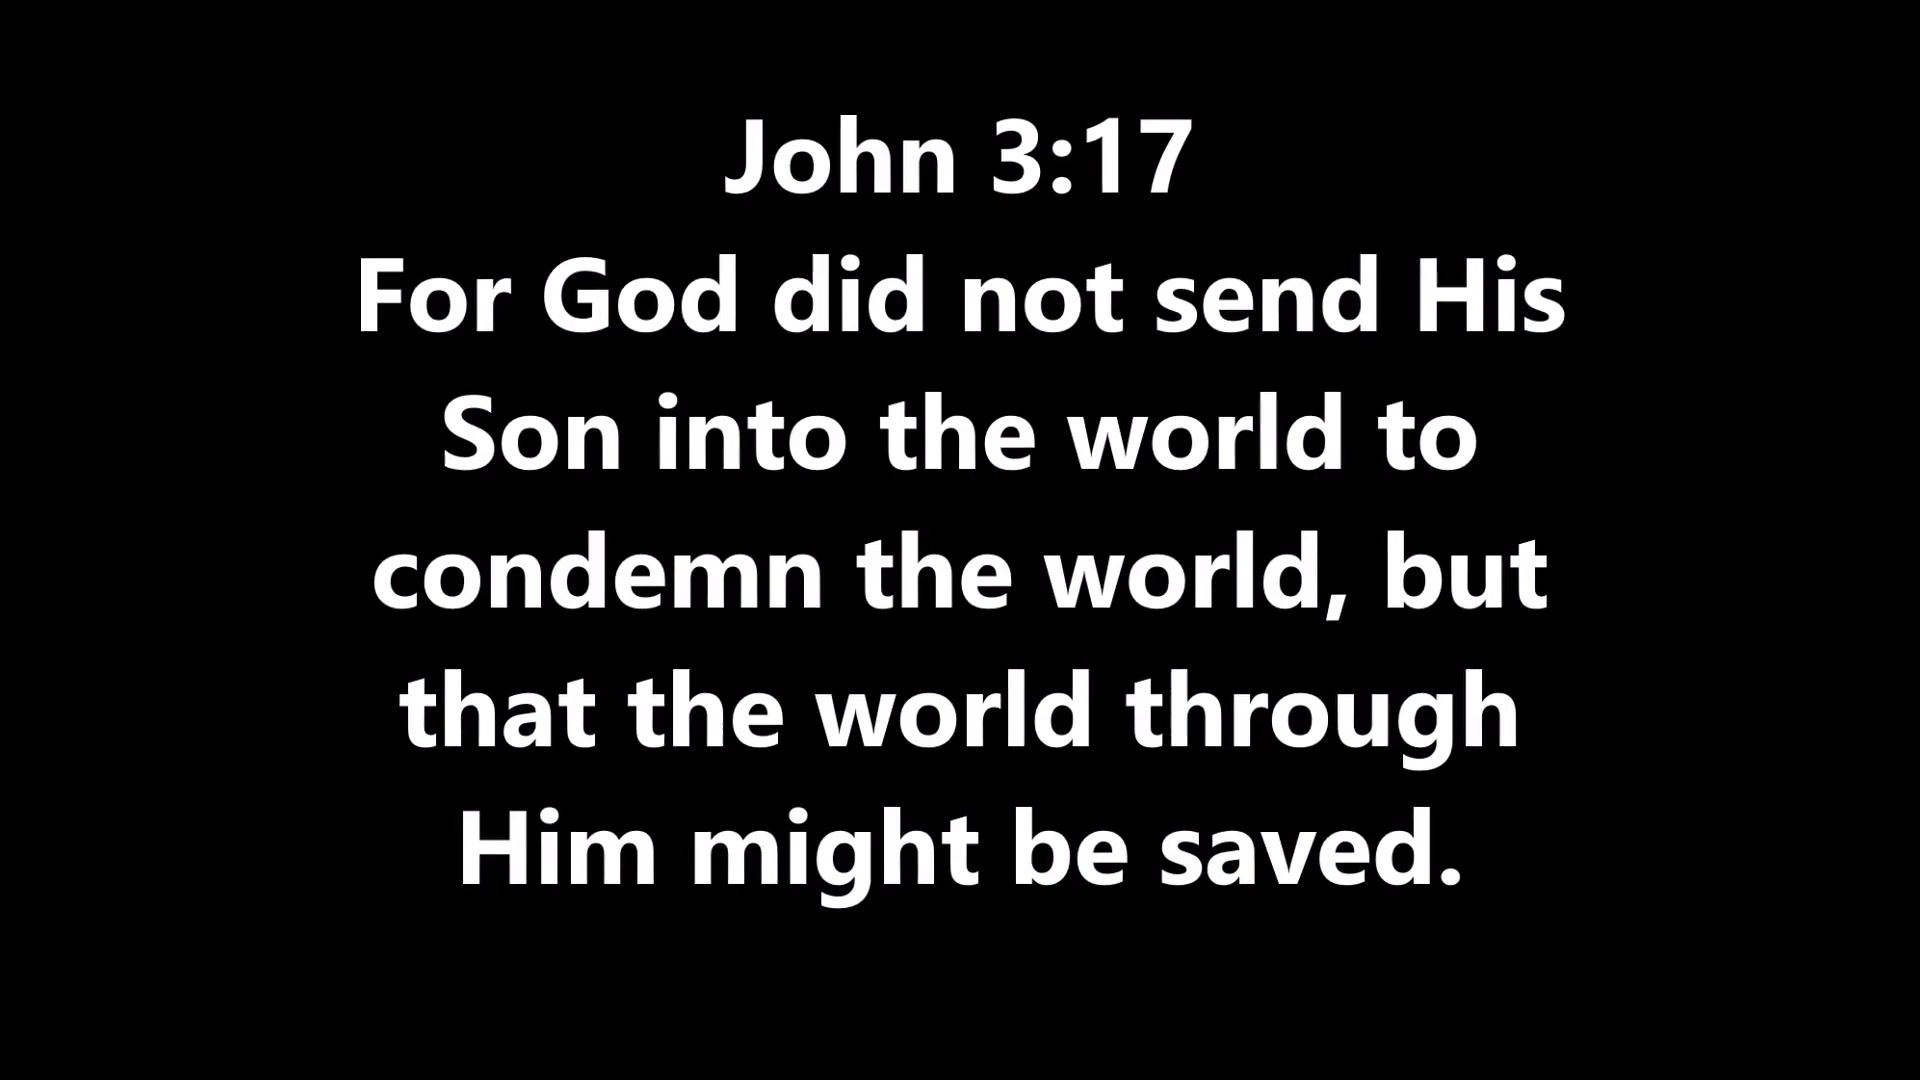 John 3:17
For God did not send His
Son into the world to
condemn the world, but
that the world through
Him might be saved.